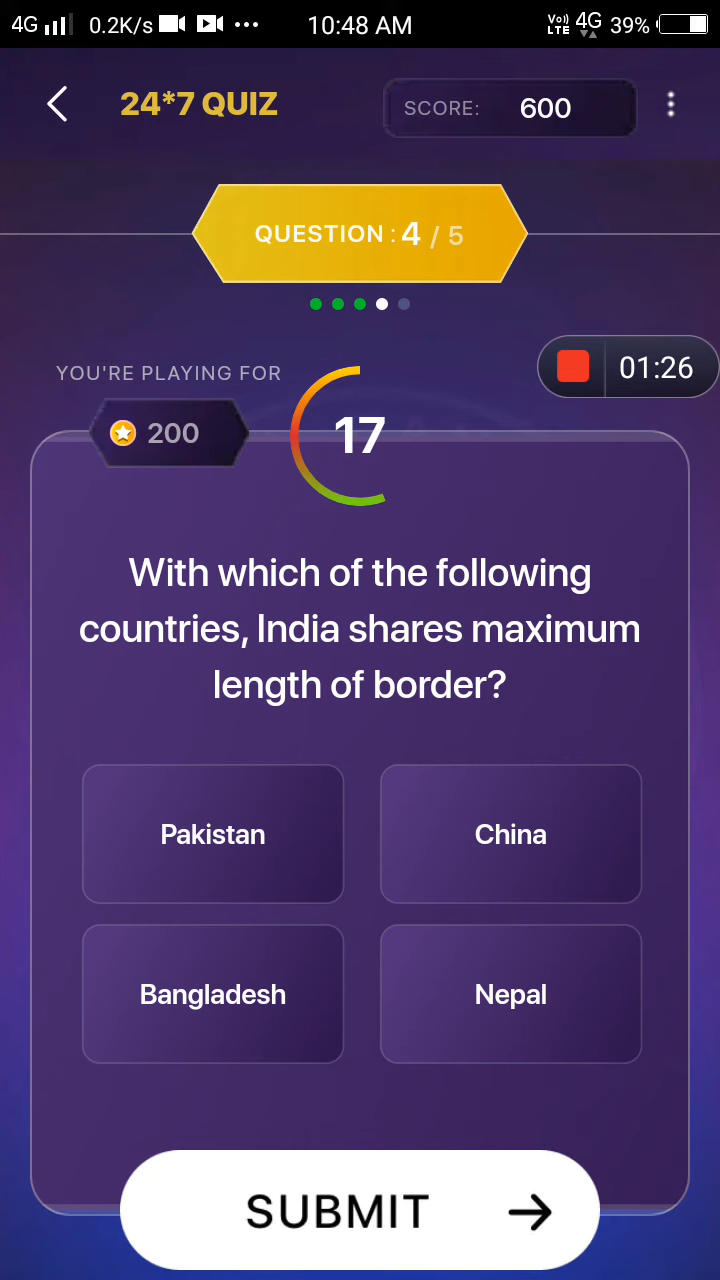 4G 0.2K/s 10:48 AM Vo)) LTE 4G 39%
24*7 QUIZ SCORE: 600
QUESTION : 4 / 5
YOU'RE PLAYING FOR
01:26
200
17
With which of the following
countries, India shares maximum
length of border?
Pakistan China
Bangladesh Nepal
SUBMIT